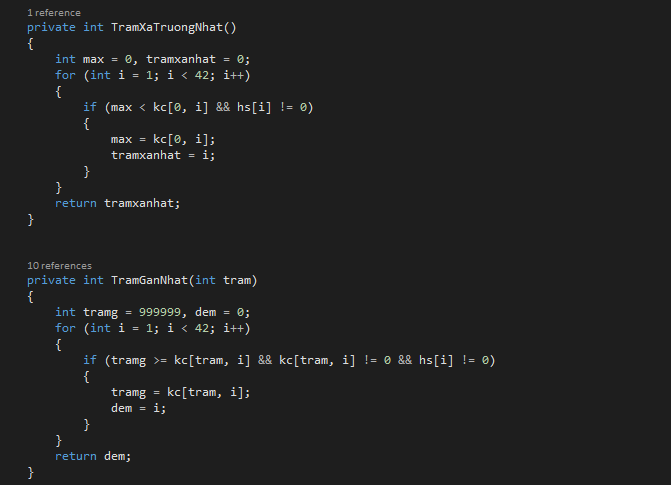 1 reference
private int TramXaTruongNhat()
{
int max = 0, tramxanhat = 0;
for (int i = 1; i < 42; i++)
{
if (max < kc[0, i] && hs[i] != 0)
{
max = kc[0, i];
tramxanhat = i;
}
}
return tramxanhat;
}
10 references
private int TramGanNhat(int tram)
{
int tramg = 999999, dem = 0;
for (int i = 1; i < 42; i++)
{
if (tramg >= kc[tram, i] && kc[tram, i] != 0 && hs[i] != 0)
{
tramg = kc[tram, i];
dem = i;
}
}
return dem;
}